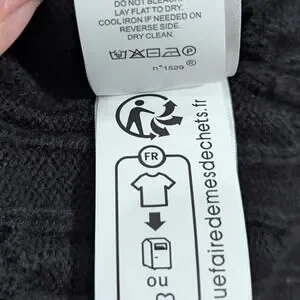 DO NOT BLEACH.
LAY FLAT TO DRY.
COOL IRON IF NEEDED ON
REVERSE SIDE.
DRY CLEAN.
n°1529 ®
FR
ou
uefairedemesdechets.fr